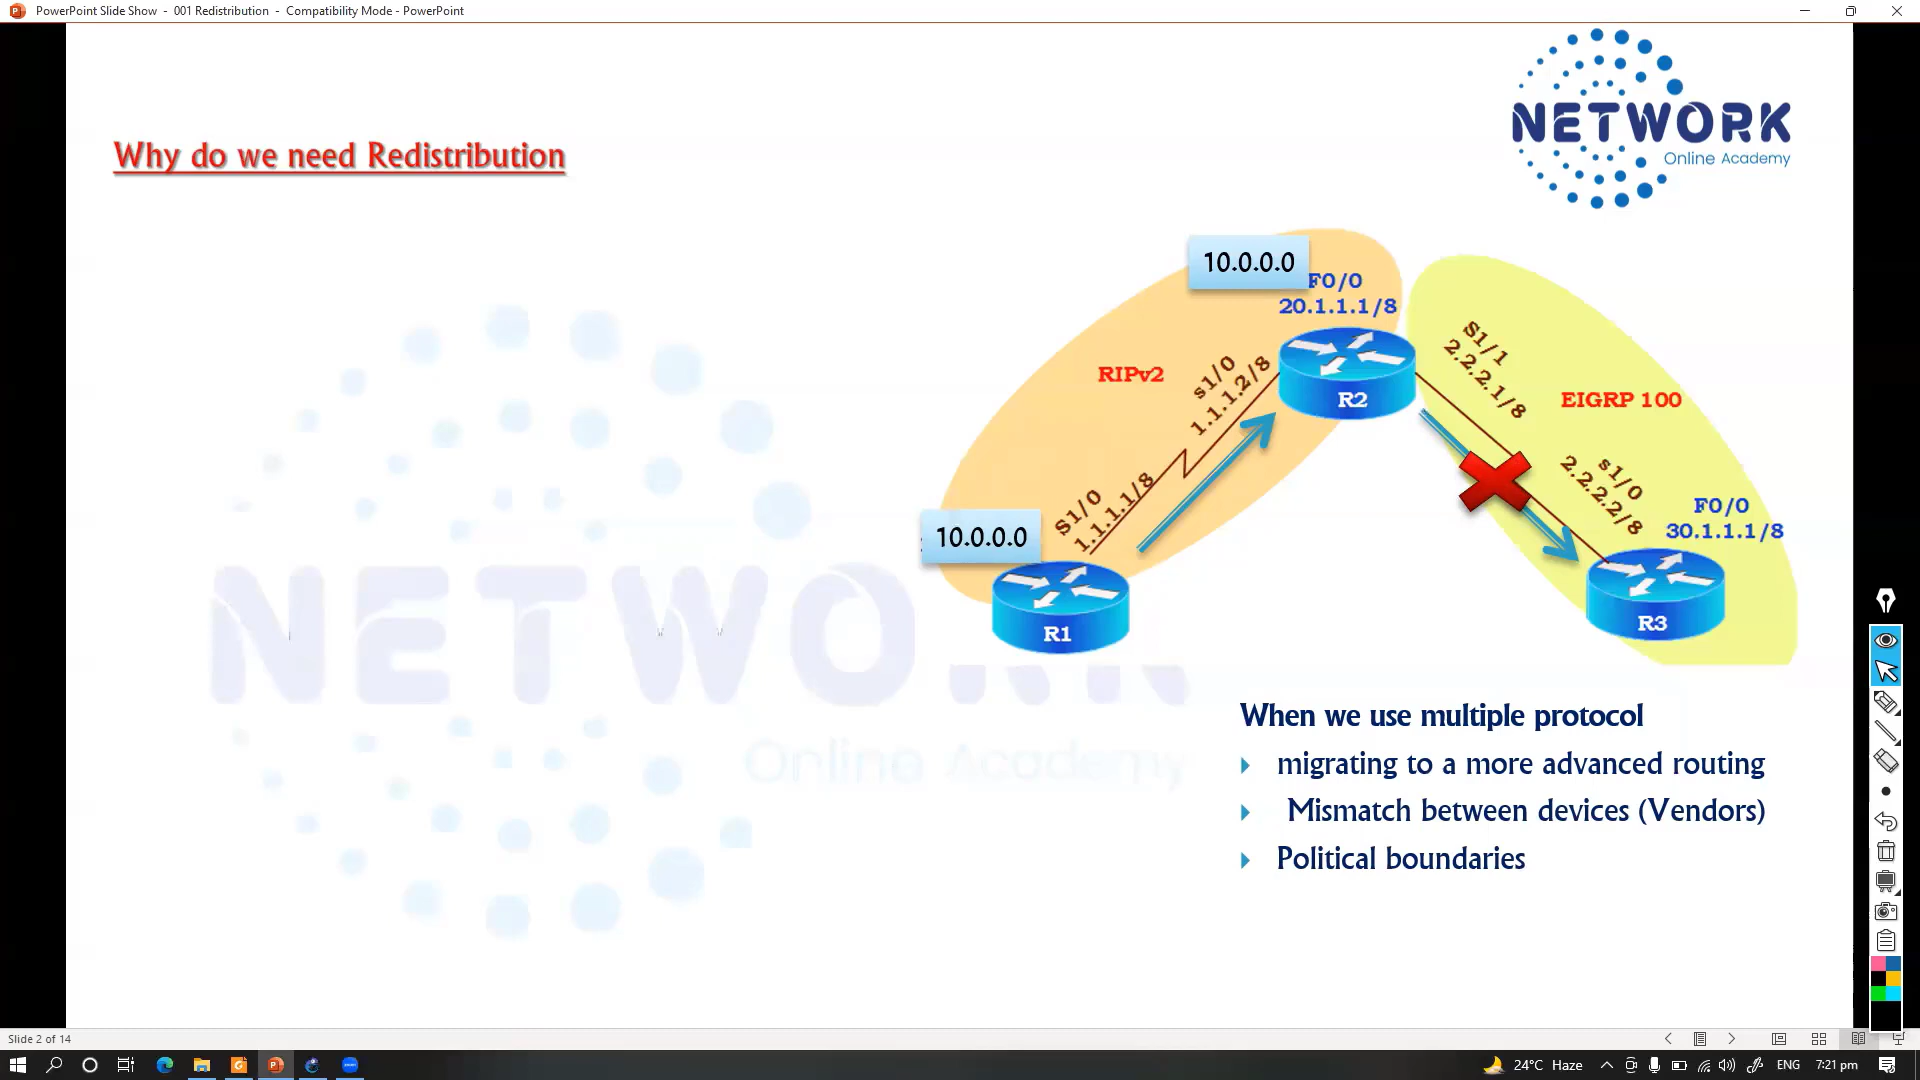 PowerPoint Slide Show - 001 Redistribution - Compatibility Mode - PowerPoint
NETWORK
Online Academy
Why do we need Redistribution
10.0.0.0
F0/0
20.1.1.1/8
RIPv2
s1/0
1.1.1.2/8
R2
S1/1
2.2.2.1/8
EIGRP 100
10.0.0.0
S1/0
1.1.1.1/8
s1/0
2.2.2.2/8
F0/0
30.1.1.1/8
R1
R3
NETWORK
Online Academy
When we use multiple protocol
migrating to a more advanced routing
Mismatch between devices (Vendors)
Political boundaries
Slide 2 of 14
24°C Haze
ENG
7:21 pm